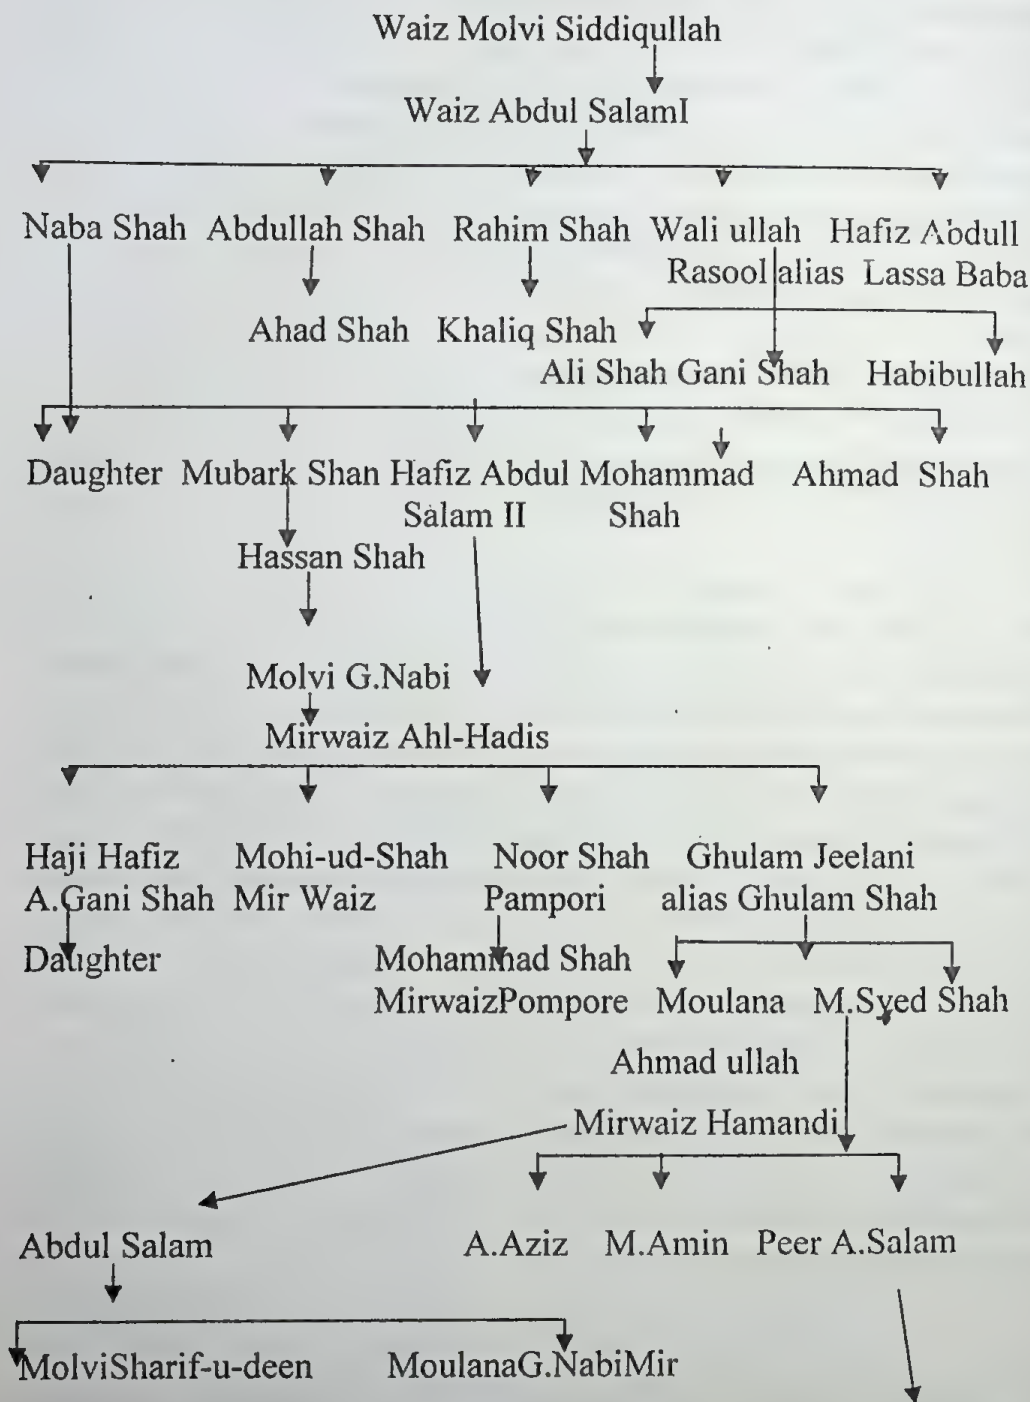 Waiz Molvi Siddiqullah
Waiz Abdul SalamI
Naba Shah Abdullah Shah Rahim Shah Wali ullah Hafiz Abdull
Rasool alias Lassa Baba
Ahad Shah Khaliq Shah
Ali Shah Gani Shah Habibullah
Daughter Mubark Shan Hafiz Abdul Mohammad Ahmad Shah
Salam II Shah
Hassan Shah
Molvi G.Nabi
Mirwaiz Ahl-Hadis
Haji Hafiz Mohi-ud-Shah Noor Shah Ghulam Jeelani
A.Gani Shah Mir Waiz Pampori alias Ghulam Shah
Daughter Mohammad Shah
MirwaizPompore Moulana M.Syed Shah
Ahmad ullah
Mirwaiz Hamandi
Abdul Salam A.Aziz M.Amin Peer A.Salam
MolviSharif-u-deen MoulanaG.NabiMir